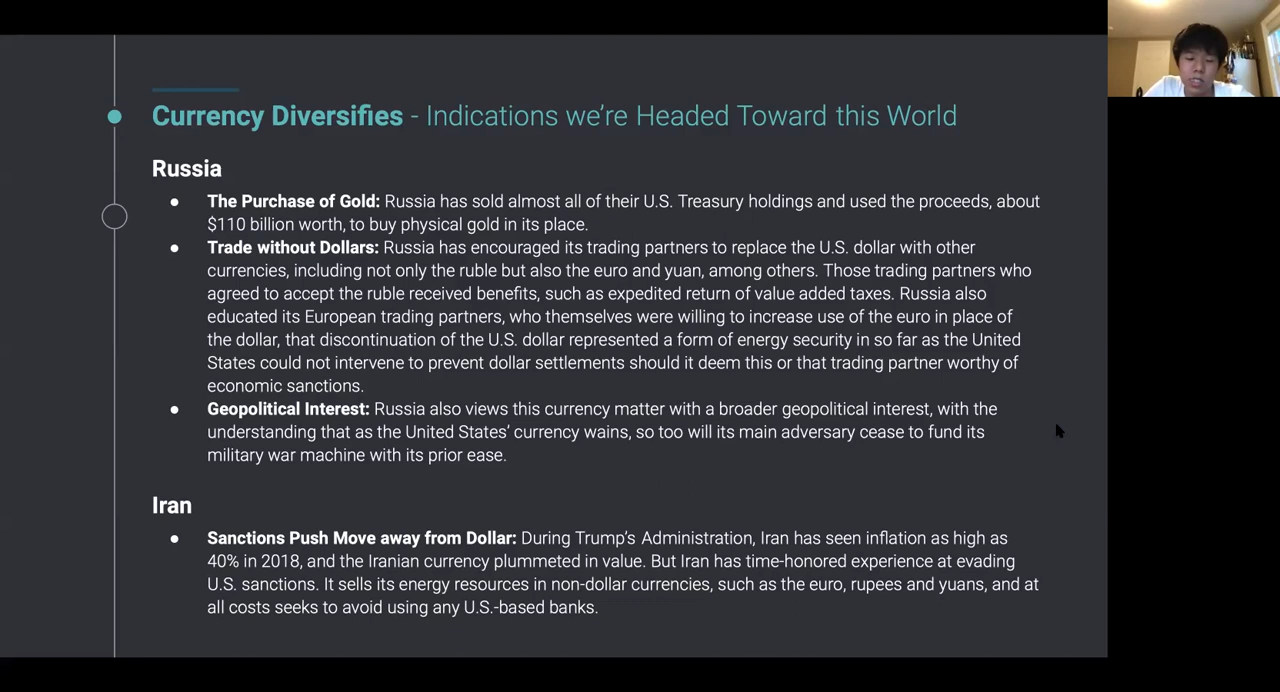 Currency Diversifies - Indications we're Headed Toward this World
Russia
● The Purchase of Gold: Russia has sold almost all of their U.S. Treasury holdings and used the proceeds, about
$110 billion worth, to buy physical gold in its place.
● Trade without Dollars: Russia has encouraged its trading partners to replace the U.S. dollar with other
currencies, including not only the ruble but also the euro and yuan, among others. Those trading partners who
agreed to accept the ruble received benefits, such as expedited return of value added taxes. Russia also
educated its European trading partners, who themselves were willing to increase use of the euro in place of
the dollar, that discontinuation of the U.S. dollar represented a form of energy security in so far as the United
States could not intervene to prevent dollar settlements should it deem this or that trading partner worthy of
economic sanctions.
● Geopolitical Interest: Russia also views this currency matter with a broader geopolitical interest, with the
understanding that as the United States' currency wains, so too will its main adversary cease to fund its
military war machine with its prior ease.
Iran
● Sanctions Push Move away from Dollar: During Trump's Administration, Iran has seen inflation as high as
40% in 2018, and the Iranian currency plummeted in value. But Iran has time-honored experience at evading
U.S. sanctions. It sells its energy resources in non-dollar currencies, such as the euro, rupees and yuans, and at
all costs seeks to avoid using any U.S.-based banks.